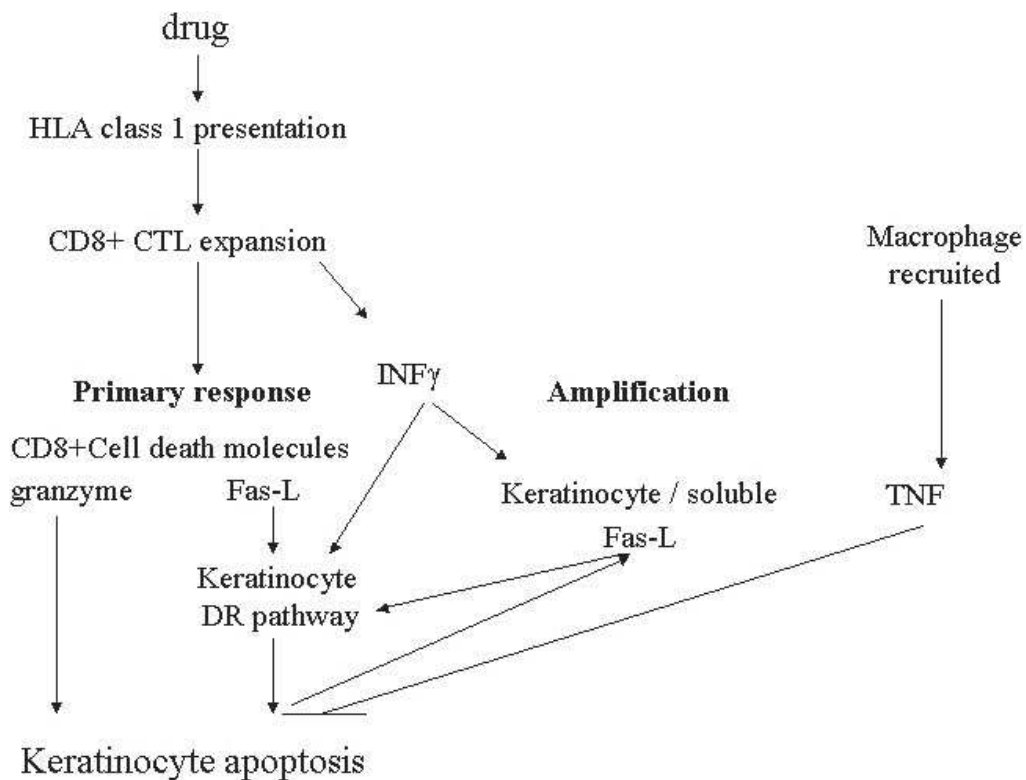 drug
HLA class 1 presentation
CD8+ CTL expansion
Macrophage
recruited
INFγ
Primary response
Amplification
CD8+Cell death molecules
granzyme
Fas-L
Keratinocyte / soluble
Fas-L
TNF
Keratinocyte
DR pathway
Keratinocyte apoptosis